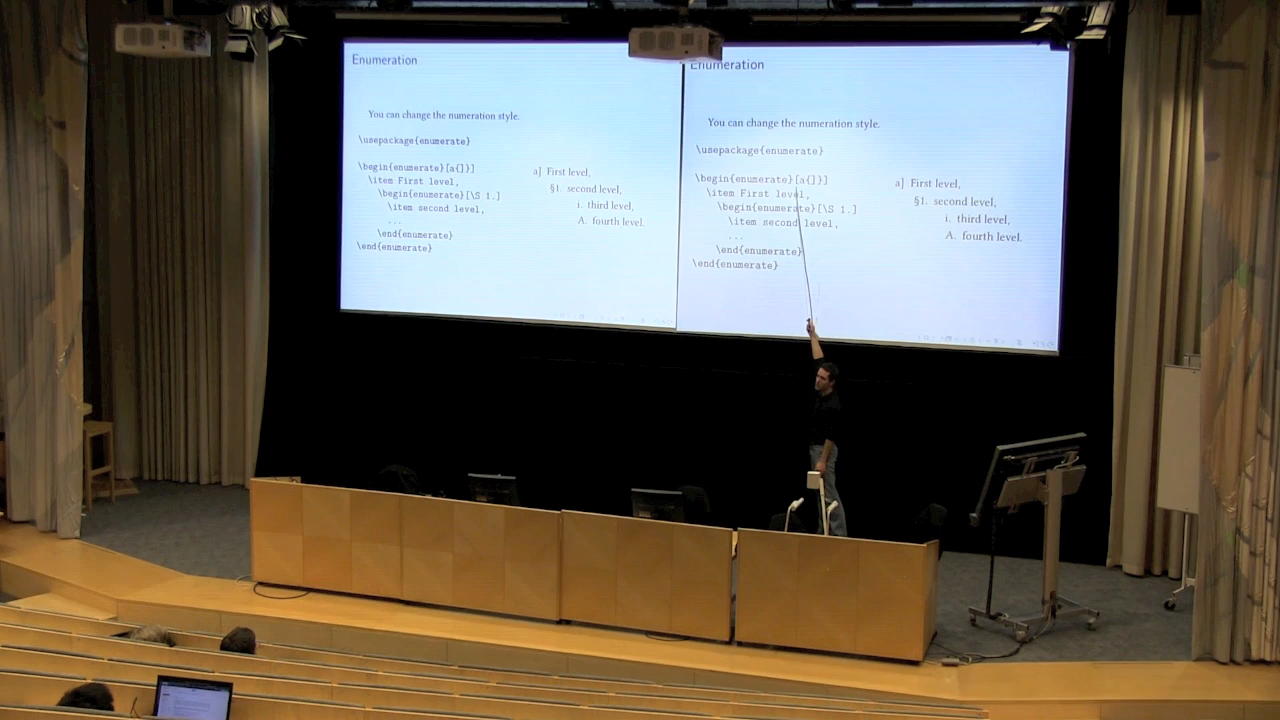 Enumeration
You can change the numeration style.
\usepackage{enumerate}
\begin{enumerate}[a{]}]
\item First level,
\begin{enumerate}[\S 1.]
\item second level,
...
\end{enumerate}
\end{enumerate}
a] First level,
§1. second level,
i. third level,
A. fourth level.
Enumeration
You can change the numeration style.
\usepackage{enumerate}
\begin{enumerate}[a{]}]
\item First level,
\begin{enumerate}[\S 1.]
\item second level,
...
\end{enumerate}
\end{enumerate}
a] First level,
§1. second level,
i. third level,
A. fourth level.